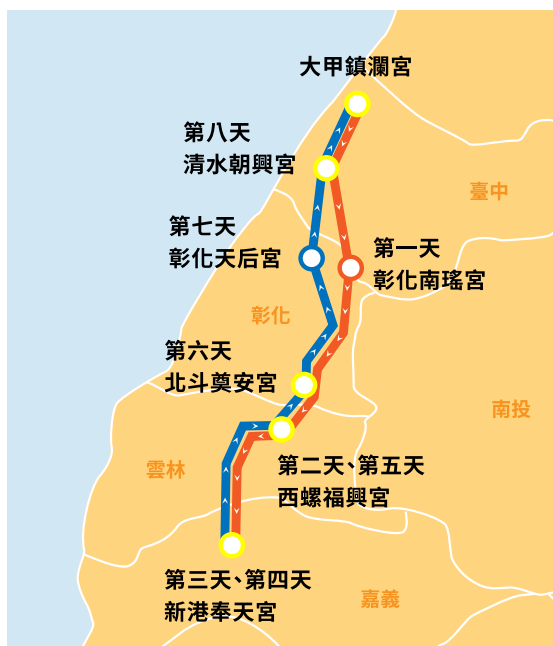 大甲鎮瀾宮
第八天
清水朝興宮
臺中
第七天
彰化天后宮
第一天
彰化南瑤宮
彰化
第六天
北斗奠安宮
南投
第二天、第五天
西螺福興宮
雲林
第三天、第四天
新港奉天宮
嘉義